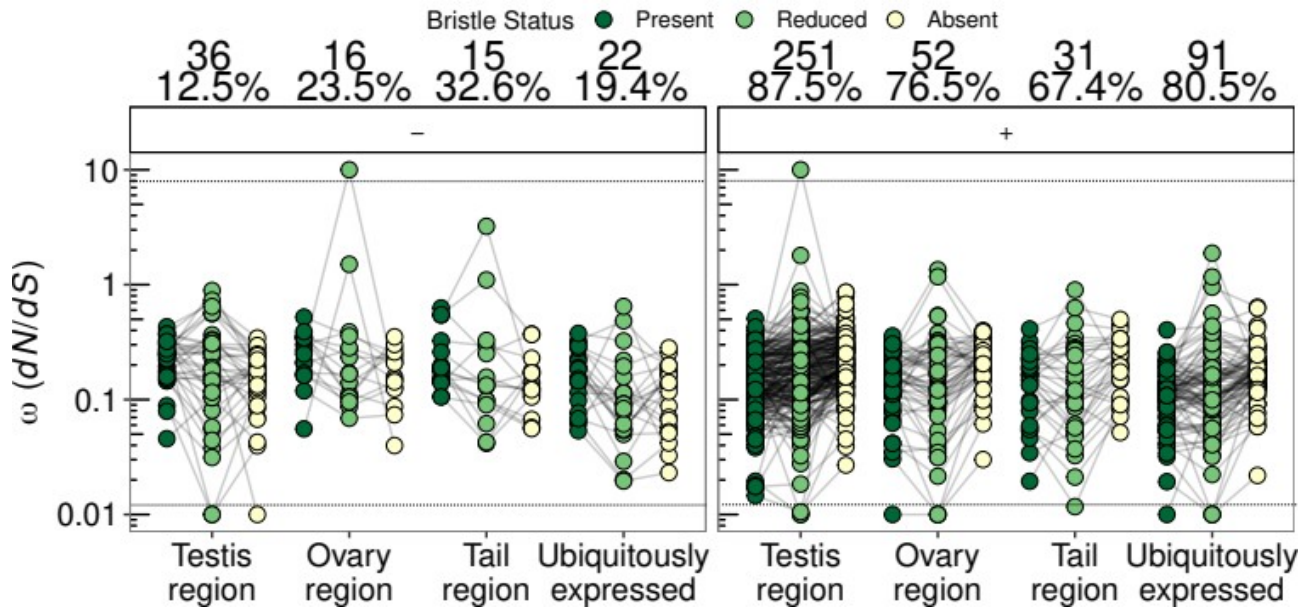 Bristle Status Present Reduced Absent
36 16 15 22 251 52 31 91
12.5% 23.5% 32.6% 19.4% 87.5% 76.5% 67.4% 80.5%
− +
ω (dN/dS)
10
1
0.1
0.01
Testis region
Ovary region
Tail region
Ubiquitously expressed
Testis region
Ovary region
Tail region
Ubiquitously expressed